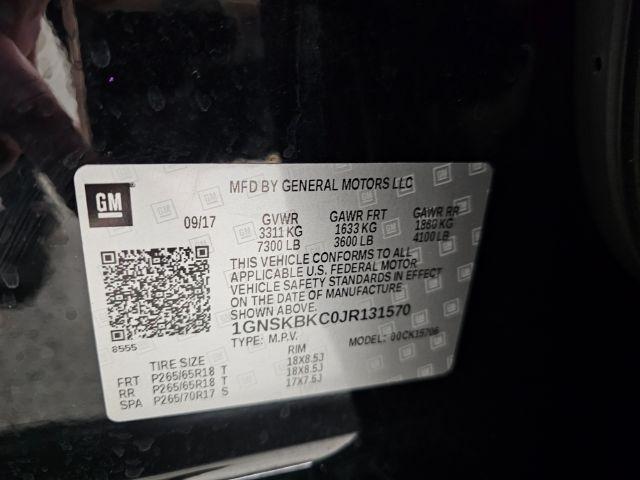 GM
MFD BY GENERAL MOTORS LLC
09/17 GVWR GAWR FRT GAWR RR
3311 KG 1633 KG 1860 KG
7300 LB 3600 LB 4100 LB
THIS VEHICLE CONFORMS TO ALL
APPLICABLE U.S. FEDERAL MOTOR
VEHICLE SAFETY STANDARDS IN EFFECT
ON THE DATE OF MANUFACTURE
SHOWN ABOVE.
1GNSKBKC0JR131570
8555
TYPE: M.P.V. MODEL: 00CK15706
TIRE SIZE RIM
FRT P265/65R18 T 18X8.5J
RR P265/65R18 T 18X8.5J
SPA P265/70R17 S 17X7.5J